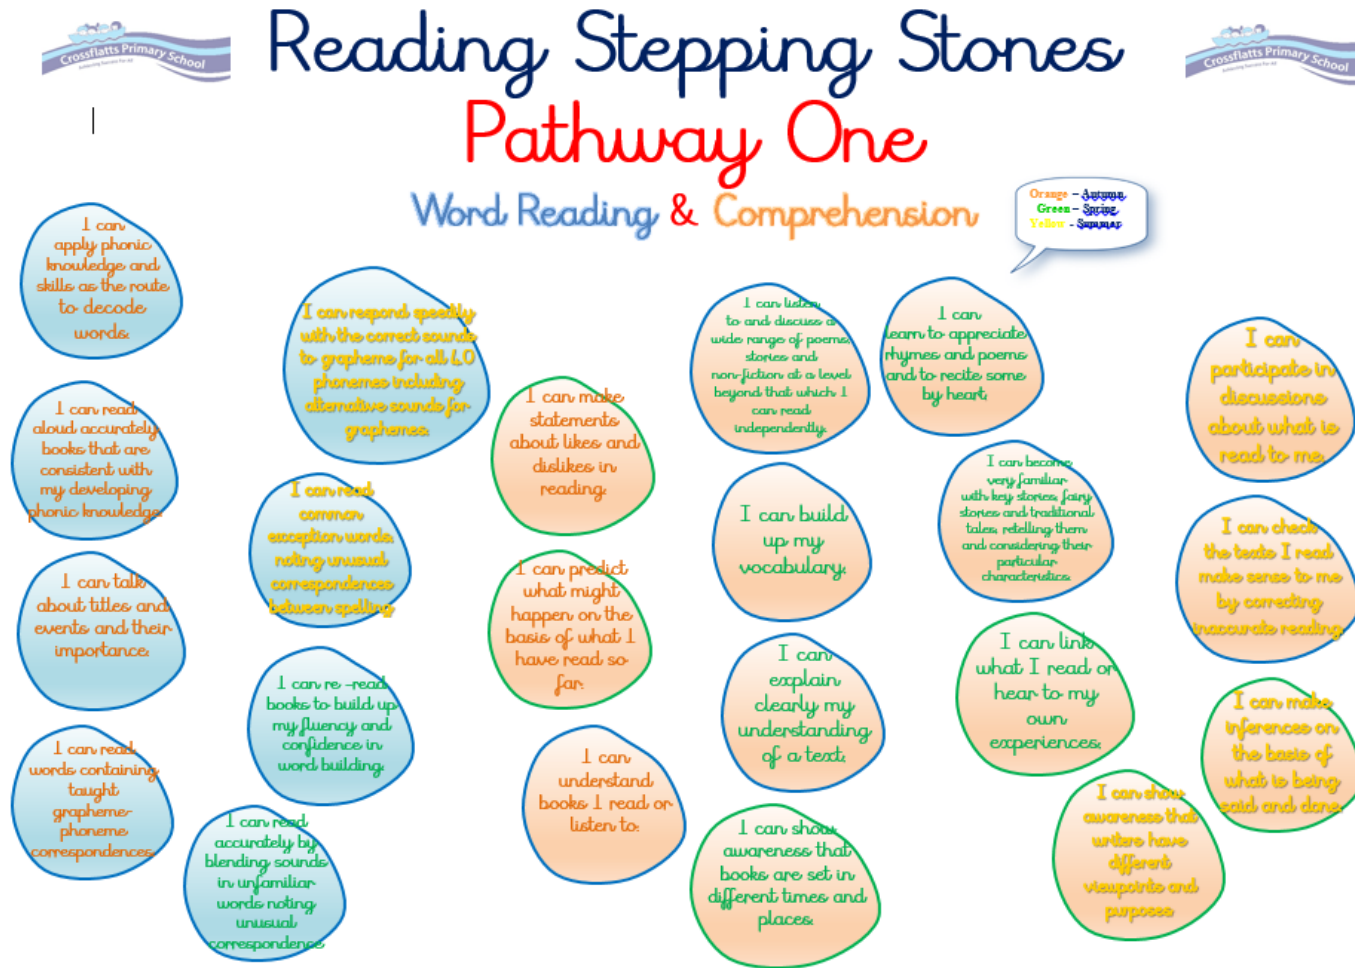 Crossflatts Primary School
Achieving Success For All
Reading Stepping Stones
Crossflatts Primary School
Achieving Success For All
Pathway One
Word Reading & Comprehension
Orange – Autumn
Green – Spring
Yellow - Summer
I can
apply phonic
knowledge and
skills as the route
to decode
words.
I can read
aloud accurately
books that are
consistent with
my developing
phonic knowledge.
I can talk
about titles and
events and their
importance.
I can read
words containing
taught
grapheme-
phoneme
correspondences.
I can respond speedily
with the correct sounds
to grapheme for all 40
phonemes including
alternative sounds for
graphemes.
I can read
common
exception words,
noting unusual
correspondences
between spelling
I can re -read
books to build up
my fluency and
confidence in
word building.
I can read
accurately by
blending sounds
in unfamiliar
words noting
unusual
correspondence
I can make
statements
about likes and
dislikes in
reading.
I can predict
what might
happen on the
basis of what I
have read so
far.
I can
understand
books I read or
listen to.
I can listen
to and discuss a
wide range of poems,
stories and
non-fiction at a level
beyond that which I
can read
independently.
I can build
up my
vocabulary.
I can
explain
clearly my
understanding
of a text.
I can show
awareness that
books are set in
different times and
places.
I can
learn to appreciate
rhymes and poems
and to recite some
by heart.
I can become
very familiar
with key stories, fairy
stories and traditional
tales, retelling them
and considering their
particular
characteristics.
I can link
what I read or
hear to my
own
experiences.
I can show
awareness that
writers have
different
viewpoints and
purposes
I can
participate in
discussions
about what is
read to me.
I can check
the texts I read
make sense to me
by correcting
inaccurate reading.
I can make
inferences on
the basis of
what is being
said and done.